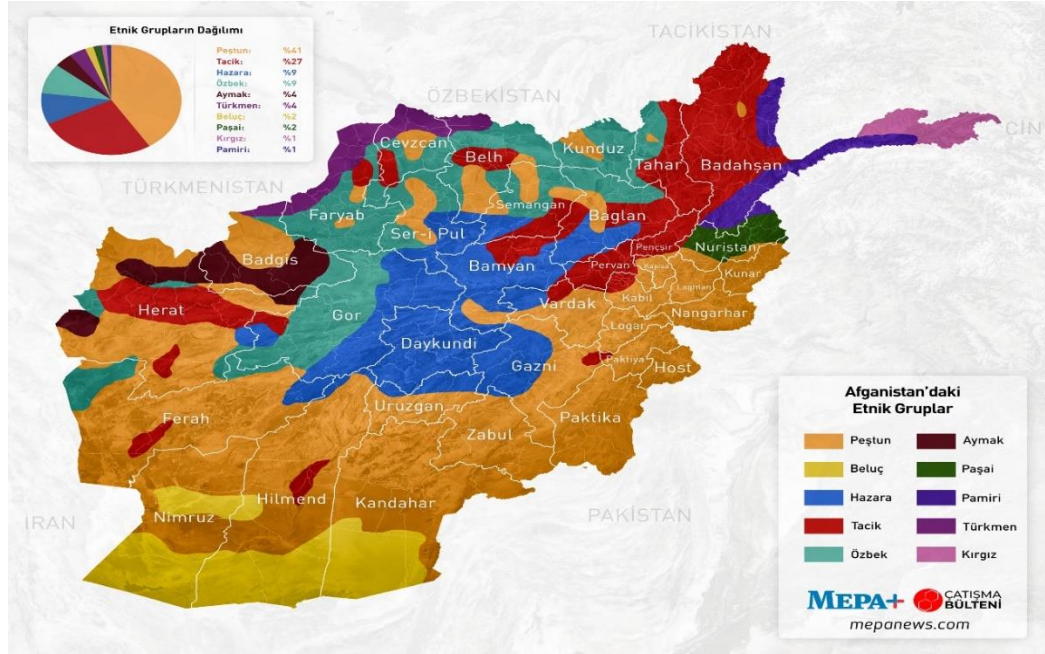 Etnik Grupların Dağılımı
Peştun: %41
Tacik: %27
Hazara: %9
Özbek: %9
Aymak: %4
Türkmen: %4
Beluç: %2
Paşai: %2
Kırgız: %1
Pamiri: %1
TACİKİSTAN
ÖZBEKİSTAN
ÇİN
TÜRKMENİSTAN
Cevzcan
Belh
Kunduz
Tahar
Badahşan
Faryab
Semangan
Baglan
Ser-i Pul
Badgis
Bamyan
Pençşir
Nuristan
Pervan
Kapisa
Kunar
Laghman
Herat
Gor
Vardak
Kabil
Nangarhar
Logar
Daykundi
Gazni
Paktiya
Host
Ferah
Uruzgan
Paktika
Zabul
Hilmend
Kandahar
Nimruz
İRAN
PAKİSTAN
Afganistan'daki
Etnik Gruplar
Peştun Aymak
Beluç Paşai
Hazara Pamiri
Tacik Türkmen
Özbek Kırgız
MEPA+ ÇATIŞMA
BÜLTENİ
mepanews.com